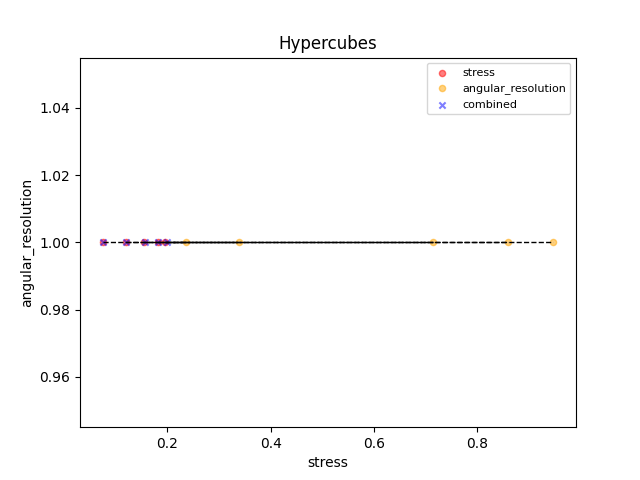 Hypercubes
stress
angular_resolution
combined
1.04
1.02
1.00
0.98
0.96
angular_resolution
0.2
0.4
0.6
0.8
stress